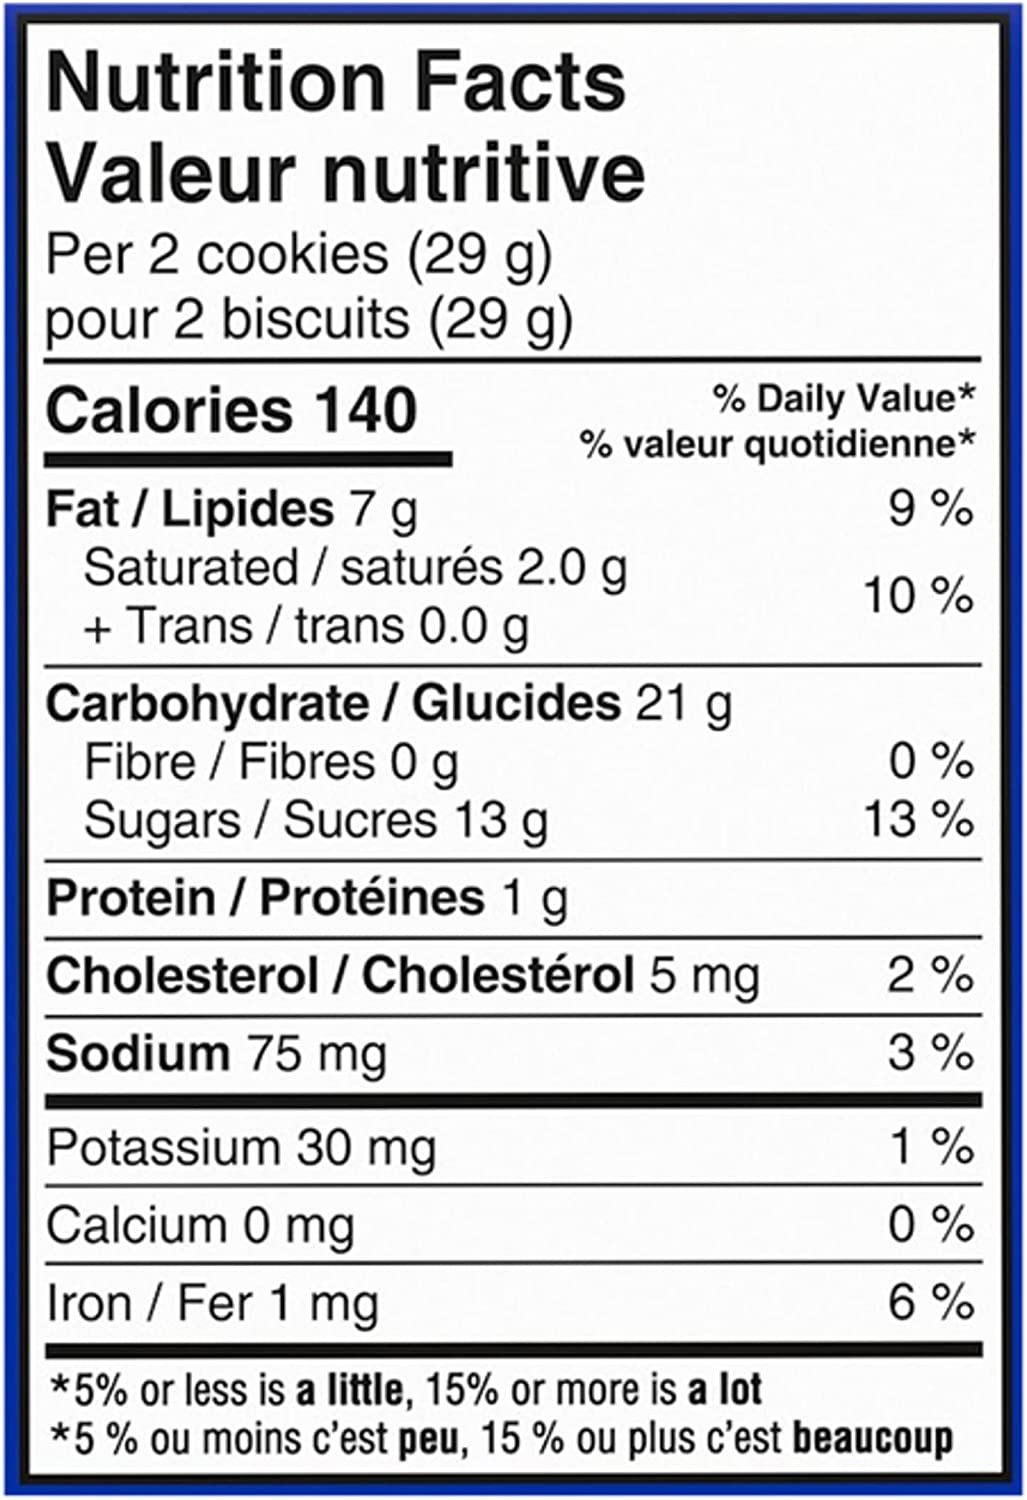 Nutrition Facts
Valeur nutritive
Per 2 cookies (29 g)
pour 2 biscuits (29 g)
Calories 140
% Daily Value*
% valeur quotidienne*
Fat / Lipides 7 g 9 %
Saturated / saturés 2.0 g
+ Trans / trans 0.0 g 10 %
Carbohydrate / Glucides 21 g
Fibre / Fibres 0 g 0 %
Sugars / Sucres 13 g 13 %
Protein / Protéines 1 g
Cholesterol / Cholestérol 5 mg 2 %
Sodium 75 mg 3 %
Potassium 30 mg 1 %
Calcium 0 mg 0 %
Iron / Fer 1 mg 6 %
*5% or less is a little, 15% or more is a lot
*5 % ou moins c'est peu, 15 % ou plus c'est beaucoup